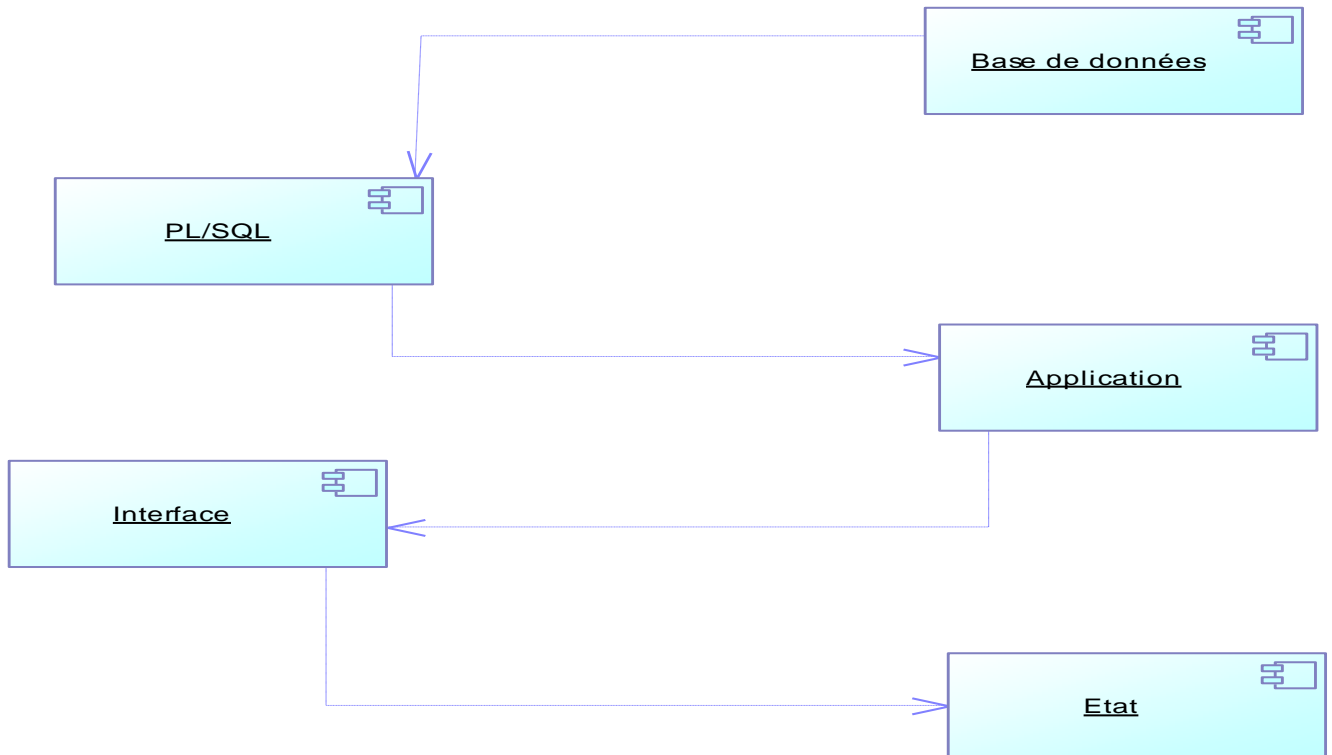 Base de données
PL/SQL
Application
Interface
Etat